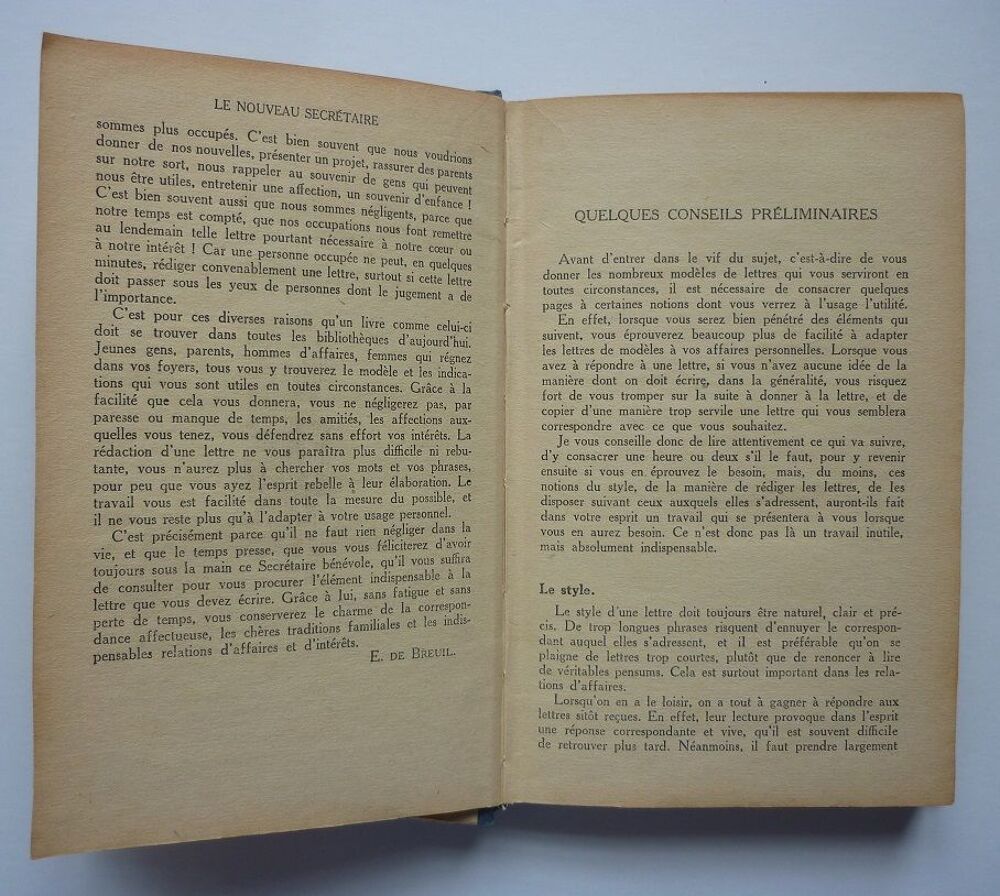 LE NOUVEAU SECRÉTAIRE
sommes plus occupés. C'est bien souvent que nous voudrions
donner de nos nouvelles, présenter un projet, rassurer des parents
sur notre sort, nous rappeler au souvenir de gens qui peuvent
nous être utiles, entretenir une affection, un souvenir d'enfance !
C'est bien souvent aussi que nous sommes négligents, parce que
notre temps est compté, que nos occupations nous font remettre
au lendemain telle lettre pourtant nécessaire à notre cœur ou
à notre intérêt ! Car une personne occupée ne peut, en quelques
minutes, rédiger convenablement une lettre, surtout si cette lettre
doit passer sous les yeux de personnes dont le jugement a de
l'importance.
C'est pour ces diverses raisons qu'un livre comme celui-ci
doit se trouver dans toutes les bibliothèques d'aujourd'hui.
Jeunes gens, parents, hommes d'affaires, femmes qui régnez
dans vos foyers, tous vous y trouverez le modèle et les indica-
tions qui vous sont utiles en toutes circonstances. Grâce à la
facilité que cela vous donnera, vous ne négligerez pas, par
paresse ou manque de temps, les amitiés, les affections aux-
quelles vous tenez, vous défendrez sans effort vos intérêts. La
rédaction d'une lettre ne vous paraîtra plus difficile ni rebu-
tante, vous n'aurez plus à chercher vos mots et vos phrases,
pour peu que vous ayez l'esprit rebelle à leur élaboration. Le
travail vous est facilité dans toute la mesure du possible, et
il ne vous reste plus qu'à l'adapter à votre usage personnel.
C'est précisément parce qu'il ne faut rien négliger dans la
vie, et que le temps presse, que vous vous féliciterez d'avoir
toujours sous la main ce Secrétaire bénévole, qu'il vous suffira
de consulter pour vous procurer l'élément indispensable à la
lettre que vous devez écrire. Grâce à lui, sans fatigue et sans
perte de temps, vous conserverez le charme de la correspon-
dance affectueuse, les chères traditions familiales et les indis-
pensables relations d'affaires et d'intérêts.
E. DE BREUIL.
QUELQUES CONSEILS PRÉLIMINAIRES
Avant d'entrer dans le vif du sujet, c'est-à-dire de vous
donner les nombreux modèles de lettres qui vous serviront en
toutes circonstances, il est nécessaire de consacrer quelques
pages à certaines notions dont vous verrez à l'usage l'utilité.
En effet, lorsque vous serez bien pénétré des éléments qui
suivent, vous éprouverez beaucoup plus de facilité à adapter
les lettres de modèles à vos affaires personnelles. Lorsque vous
avez à répondre à une lettre, si vous n'avez aucune idée de la
manière dont on doit écrire, dans la généralité, vous risquez
fort de vous tromper sur la suite à donner à la lettre, et de
copier d'une manière trop servile une lettre qui vous semblera
correspondre avec ce que vous souhaitez.
Je vous conseille donc de lire attentivement ce qui va suivre,
d'y consacrer une heure ou deux s'il le faut, pour y revenir
ensuite si vous en éprouvez le besoin, mais, du moins, ces
notions du style, de la manière de rédiger les lettres, de les
disposer suivant ceux auxquels elles s'adressent, auront-ils fait
dans votre esprit un travail qui se présentera à vous lorsque
vous en aurez besoin. Ce n'est donc pas là un travail inutile,
mais absolument indispensable.
Le style.
Le style d'une lettre doit toujours être naturel, clair et pré-
cis. De trop longues phrases risquent d'ennuyer le correspon-
dant auquel elles s'adressent, et il est préférable qu'on se
plaigne de lettres trop courtes, plutôt que de renoncer à lire
de véritables pensums. Cela est surtout important dans les rela-
tions d'affaires.
Lorsqu'on en a le loisir, on a tout à gagner à répondre aux
lettres sitôt reçues. En effet, leur lecture provoque dans l'esprit
une réponse correspondante et vive, qu'il est souvent difficile
de retrouver plus tard. Néanmoins, il faut prendre largement